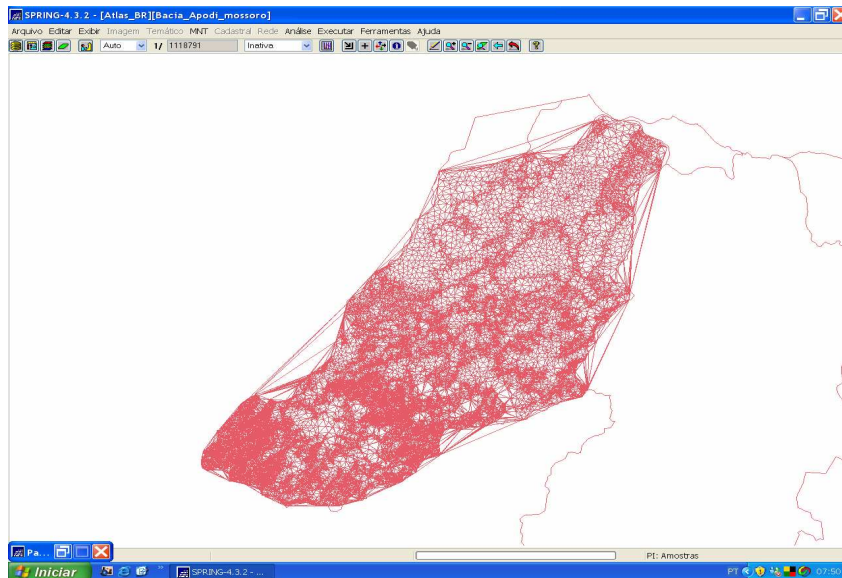 SPRING-4.3.2 - [Atlas_BR][Bacia_Apodi_mossoro]
Arquivo Editar Exibir Imagem Temático MNT Cadastral Rede Análise Executar Ferramentas Ajuda
Auto 1/ 1118791 Inativa
Pa...
PI: Amostras
Iniciar SPRING-4.3.2 - ... PT 07:50